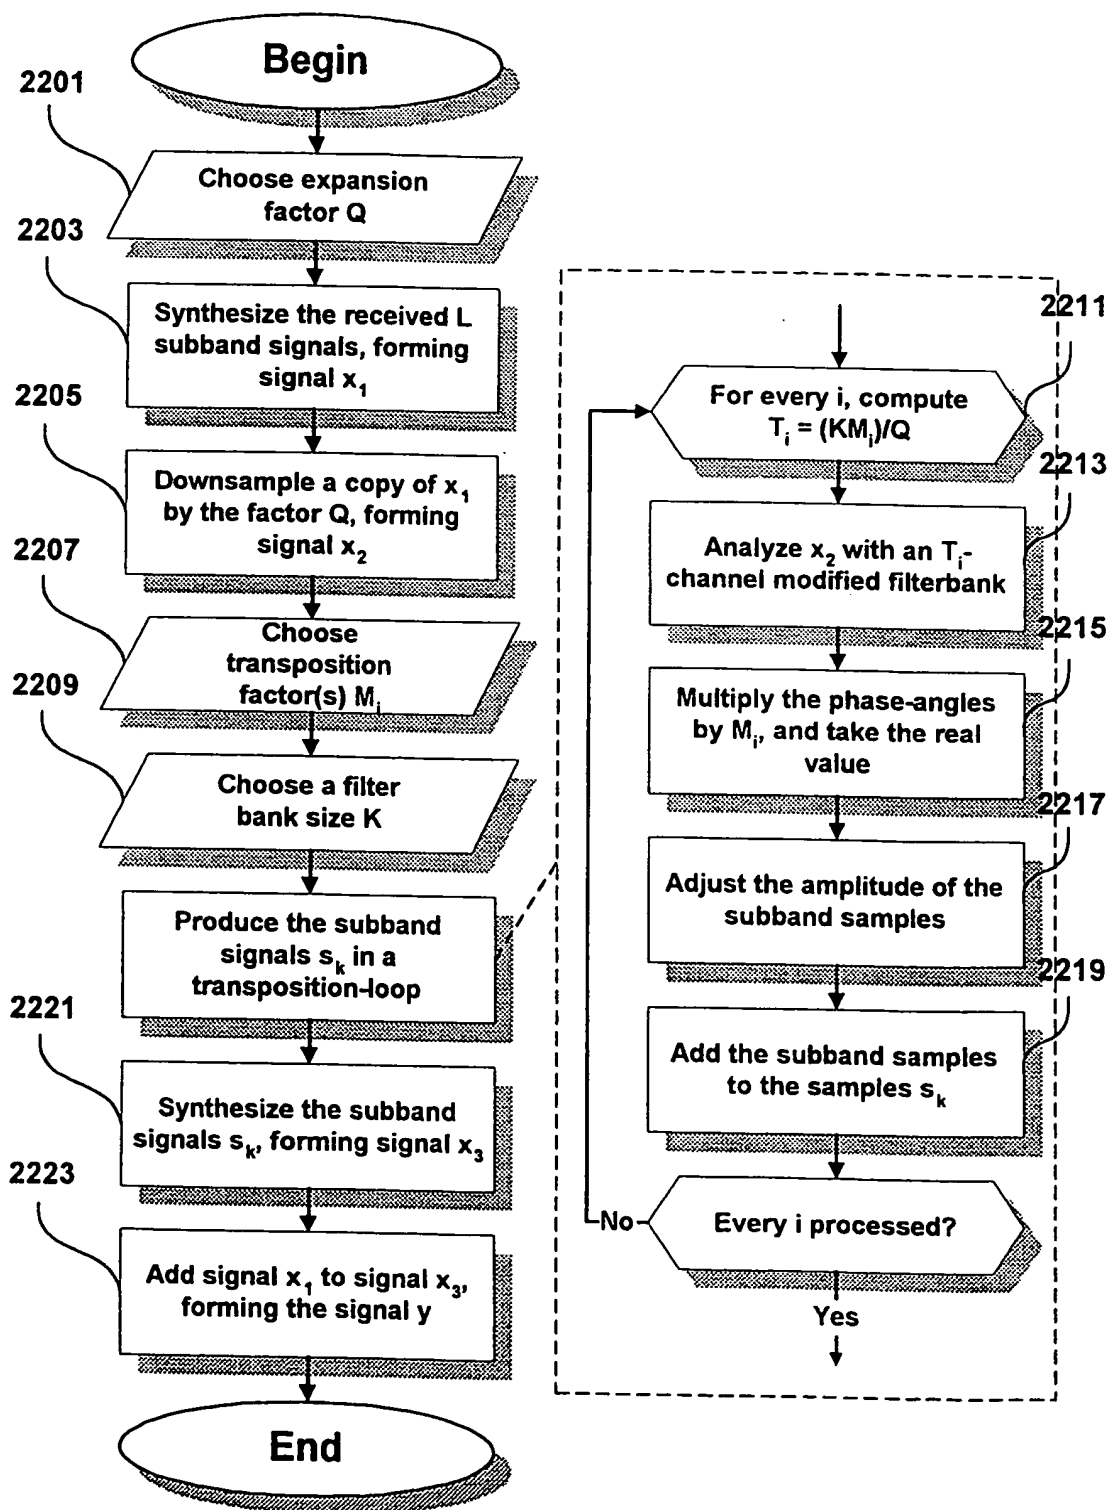 Begin
2201
Choose expansion
factor Q
2203
Synthesize the received L
subband signals, forming
signal x₁
2205
Downsample a copy of x₁
by the factor Q, forming
signal x₂
2207
Choose
transposition
factor(s) Mᵢ
2209
Choose a filter
bank size K
Produce the subband
signals sₖ in a
transposition-loop
2221
Synthesize the subband
signals sₖ, forming signal x₃
2223
Add signal x₁ to signal x₃,
forming the signal y
End
2211
For every i, compute
Tᵢ = (KMᵢ)/Q
2213
Analyze x₂ with an Tᵢ-
channel modified filterbank
2215
Multiply the phase-angles
by Mᵢ, and take the real
value
2217
Adjust the amplitude of the
subband samples
2219
Add the subband samples
to the samples sₖ
No
Every i processed?
Yes